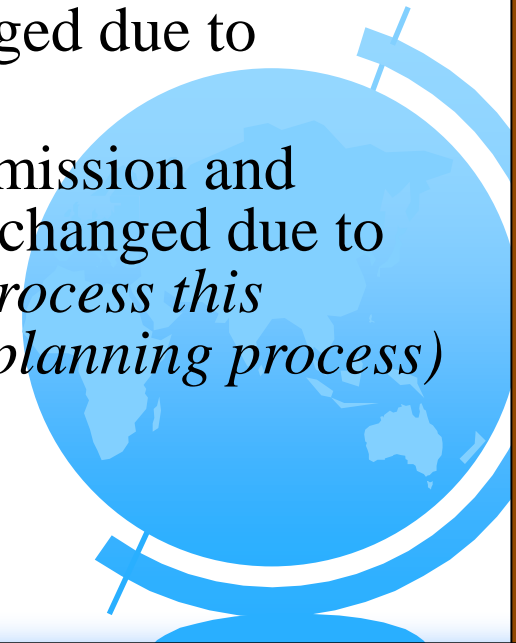 ged due to
mission and
changed due to
rocess this
planning process)